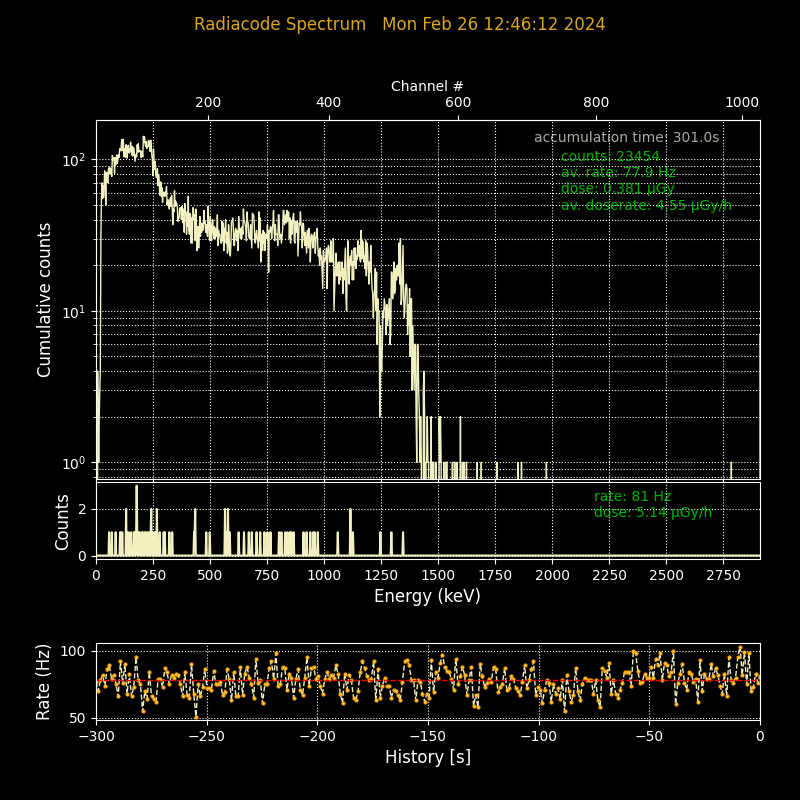 Radiacode Spectrum   Mon Feb 26 12:46:12 2024
Channel #
200 400 600 800 1000
accumulation time: 301.0s
counts: 23454
av. rate: 77.9 Hz
dose: 0.381 µGy
av. doserate: 4.55 µGy/h
Cumulative counts
10²
10¹
10⁰
rate: 81 Hz
dose: 5.14 µGy/h
Counts
2
0
0 250 500 750 1000 1250 1500 1750 2000 2250 2500 2750
Energy (keV)
Rate (Hz)
100
50
−300 −250 −200 −150 −100 −50 0
History [s]